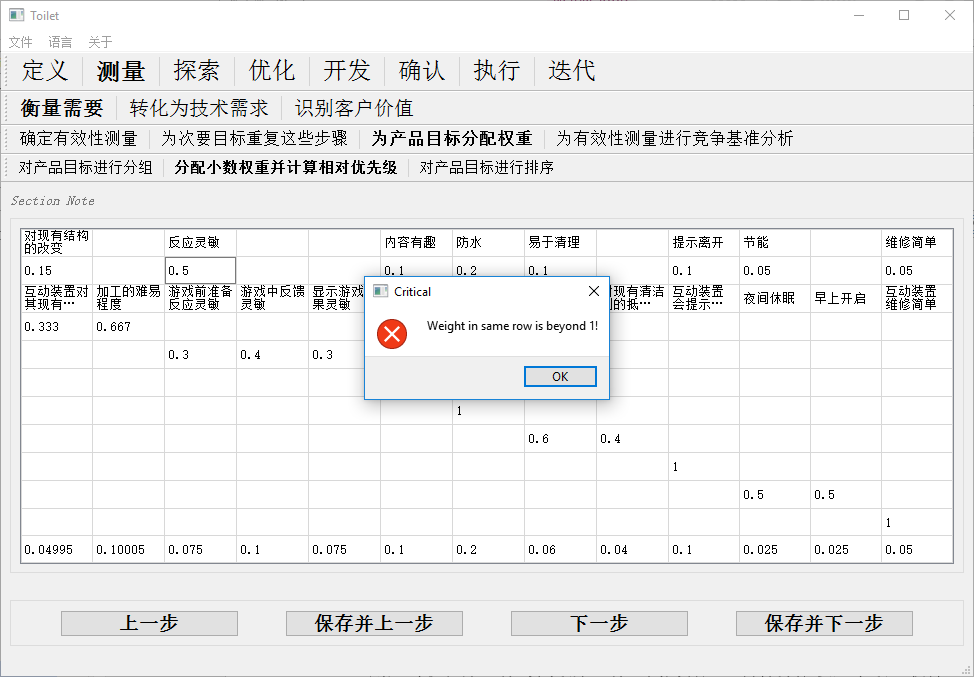 Toilet
文件 语言 关于
定义 测量 探索 优化 开发 确认 执行 迭代
衡量需要 转化为技术需求 识别客户价值
确定有效性测量 为次要目标重复这些步骤 为产品目标分配权重 为有效性测量进行竞争基准分析
对产品目标进行分组 分配小数权重并计算相对优先级 对产品目标进行排序
Section Note
对现有结构的改变 反应灵敏 内容有趣 防水 易于清理 提示离开 节能 维修简单
0.15 0.5 0.1 0.2 0.1 0.1 0.05 0.05
互动装置对其现有… 加工的难易程度 游戏前准备反应灵敏 游戏中反馈灵敏 显示游戏果灵敏 现有清洁的抵… 互动装置会提示… 夜间休眠 早上开启 互动装置维修简单
0.333 0.667
0.3 0.4 0.3
1
0.6 0.4
1
0.5 0.5
1
0.04995 0.10005 0.075 0.1 0.075 0.1 0.2 0.06 0.04 0.1 0.025 0.025 0.05
Critical
Weight in same row is beyond 1!
OK
上一步 保存并上一步 下一步 保存并下一步